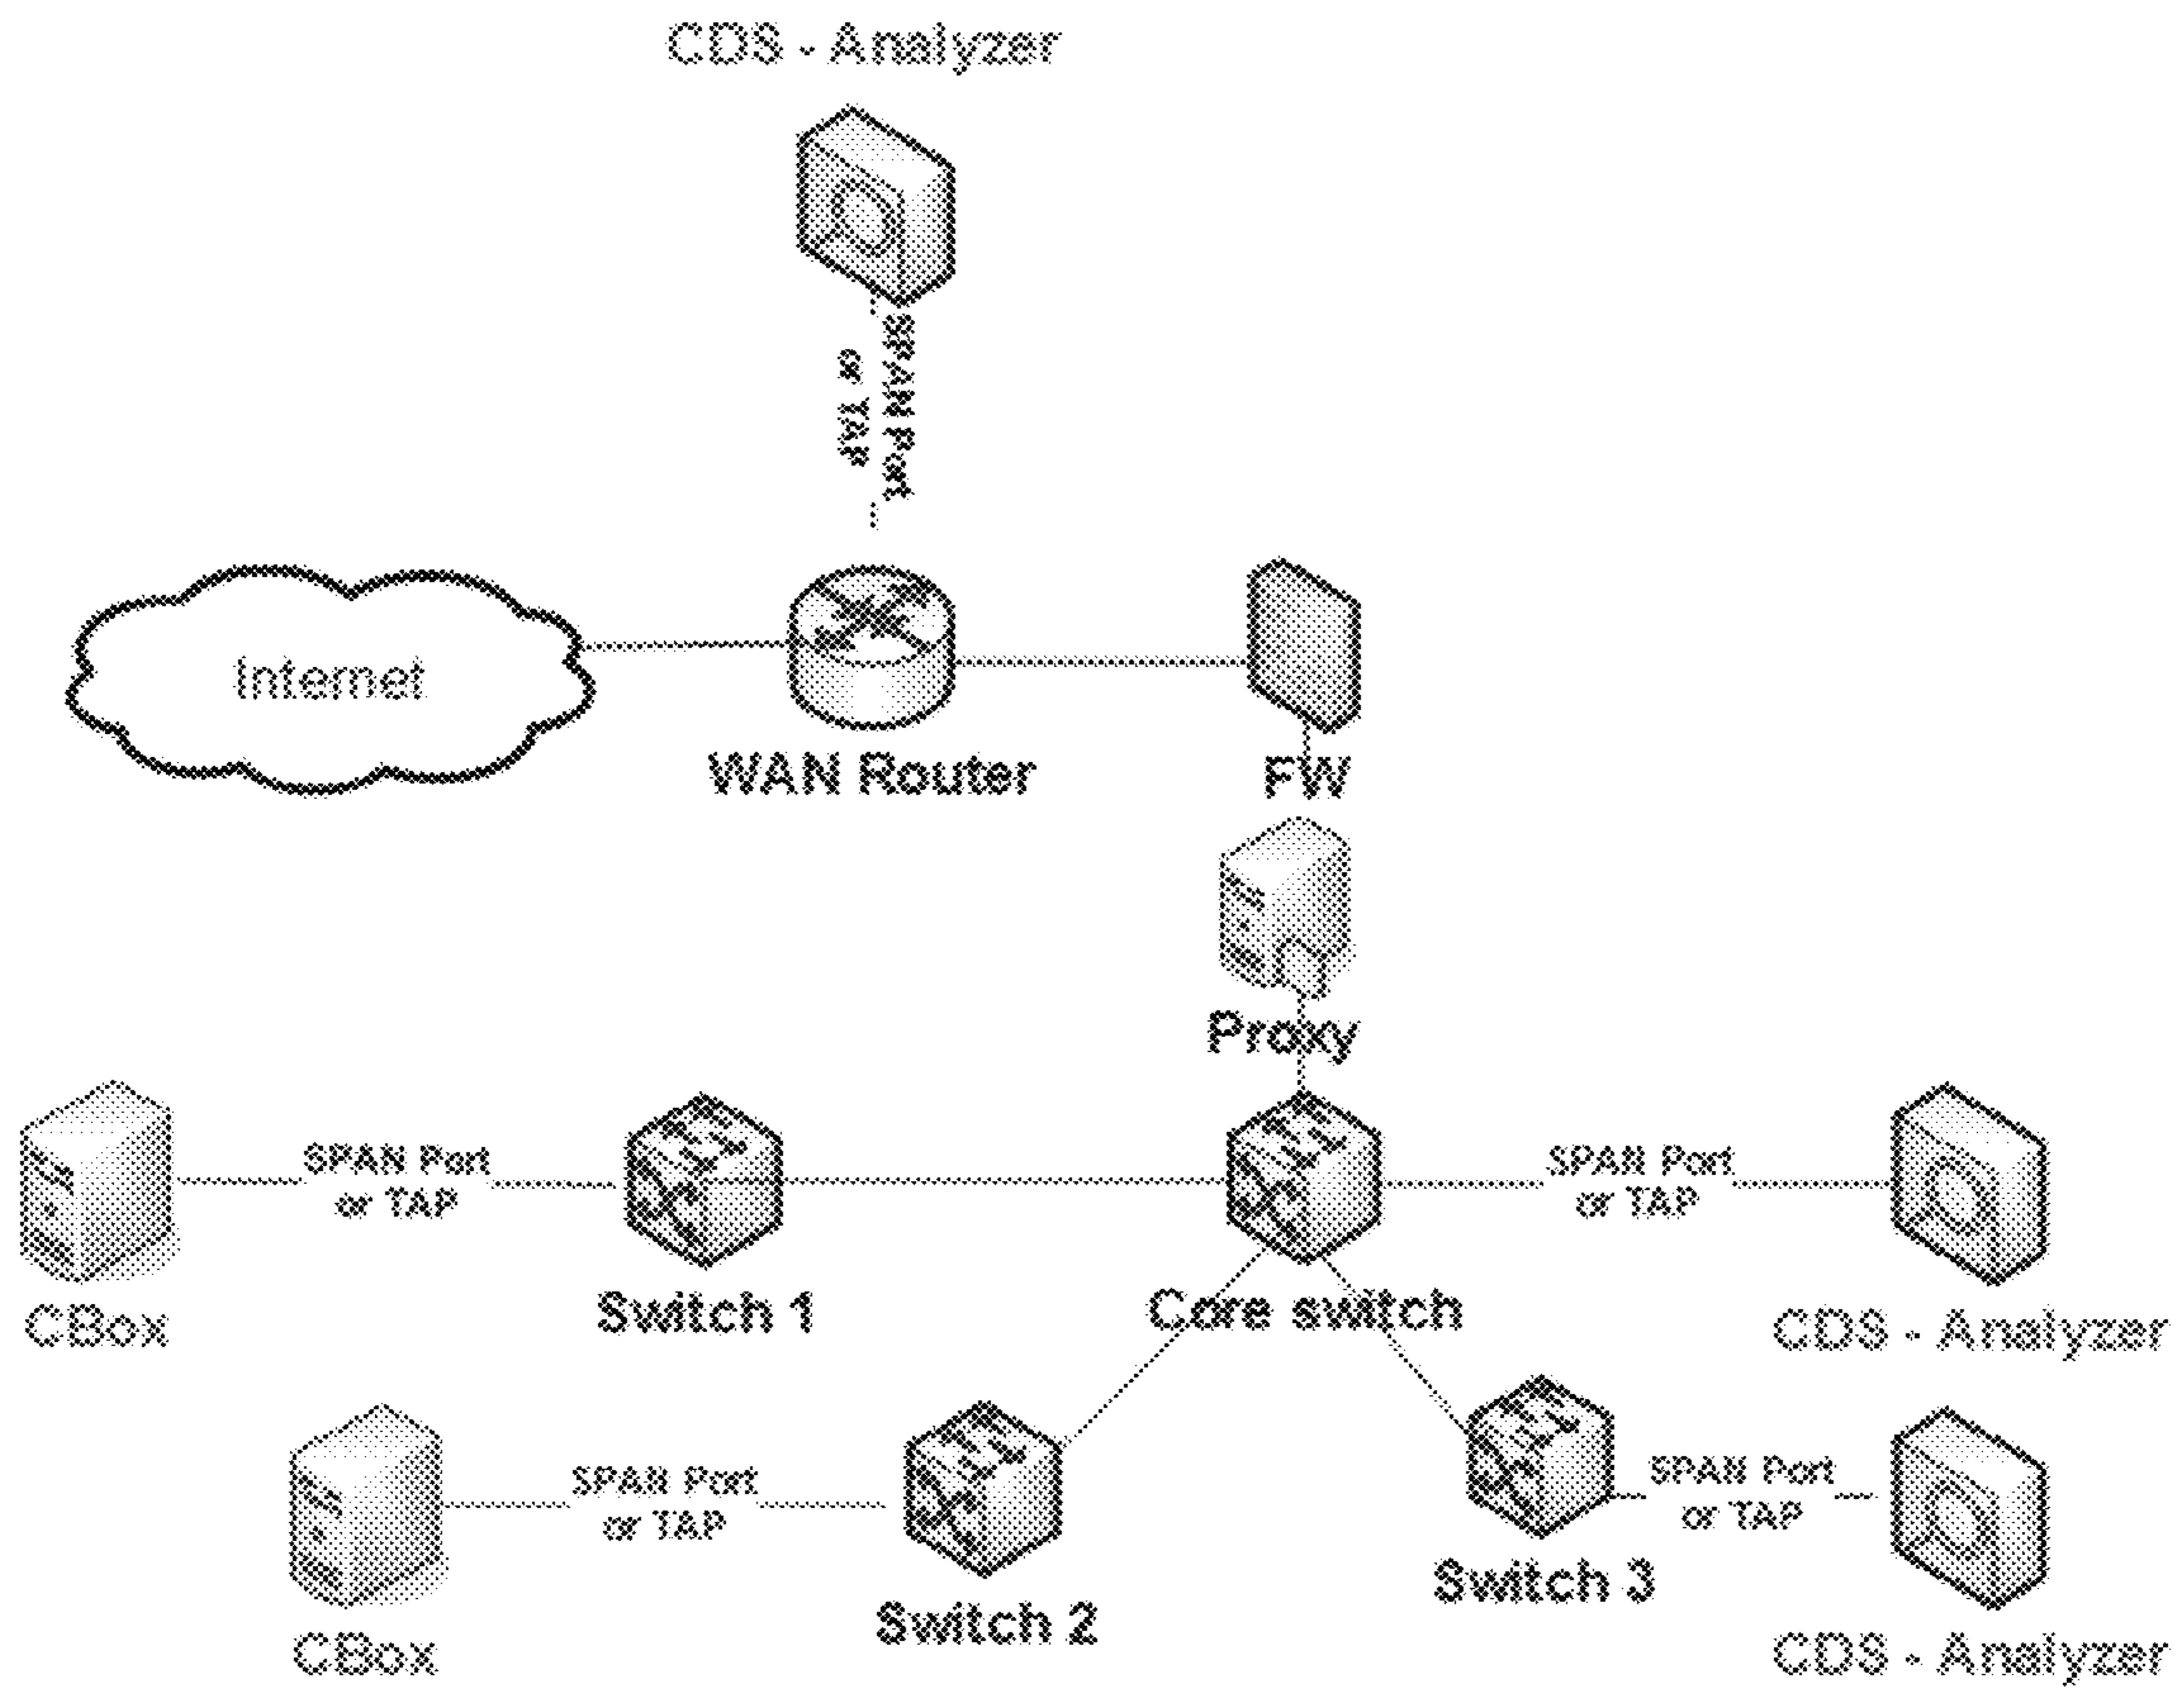 CDS - Analyzer
SPAN Port
or TAP
Internet
WAN Router
FW
Proxy
SPAN Port
or TAP
SPAN Port
or TAP
CBox
Switch 1
Core switch
CDS - Analyzer
SPAN Port
or TAP
SPAN Port
or TAP
Switch 3
CBox
Switch 2
CDS - Analyzer